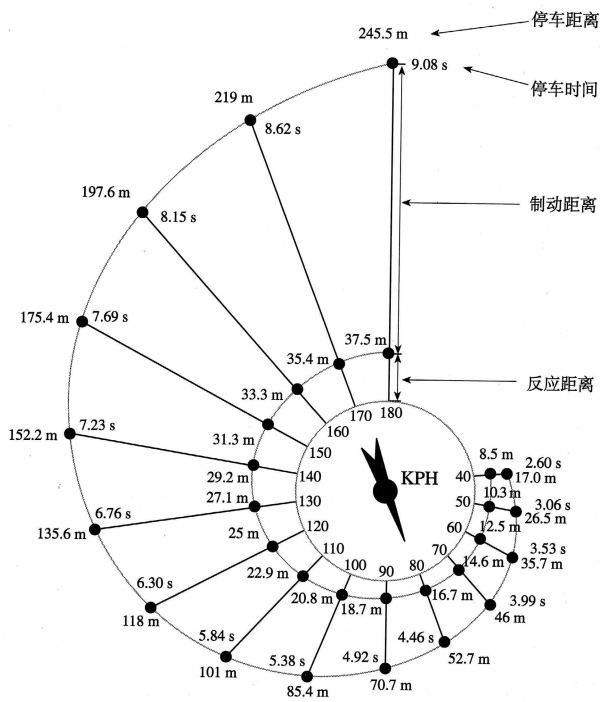 245.5 m
停车距离
9.08 s
停车时间
219 m
8.62 s
197.6 m
8.15 s
制动距离
175.4 m
7.69 s
37.5 m
35.4 m
反应距离
33.3 m
170
180
160
152.2 m
7.23 s
31.3 m
150
29.2 m
140
KPH
40
8.5 m
2.60 s
17.0 m
27.1 m
130
50
10.3 m
3.06 s
26.5 m
135.6 m
6.76 s
25 m
120
60
12.5 m
3.53 s
35.7 m
110
70
14.6 m
22.9 m
100
90
80
16.7 m
20.8 m
18.7 m
6.30 s
118 m
3.99 s
46 m
5.84 s
101 m
5.38 s
85.4 m
4.92 s
70.7 m
4.46 s
52.7 m